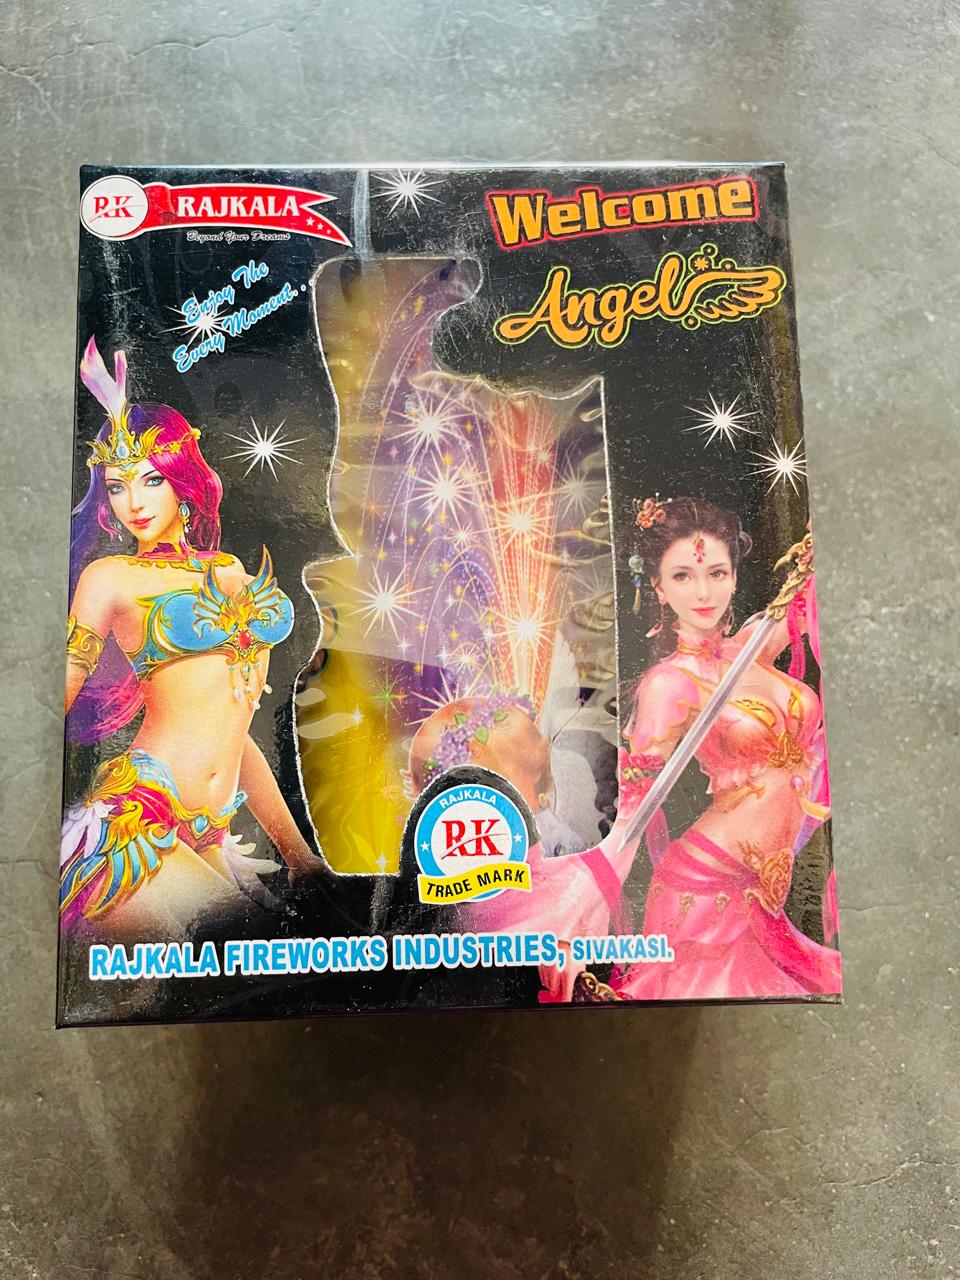 RK
RAJKALA
Beyond Your Dreams
Welcome
Angel
Enjoy The
Every Moment...
RAJKALA
RK
TRADE MARK
RAJKALA FIREWORKS INDUSTRIES, SIVAKASI.